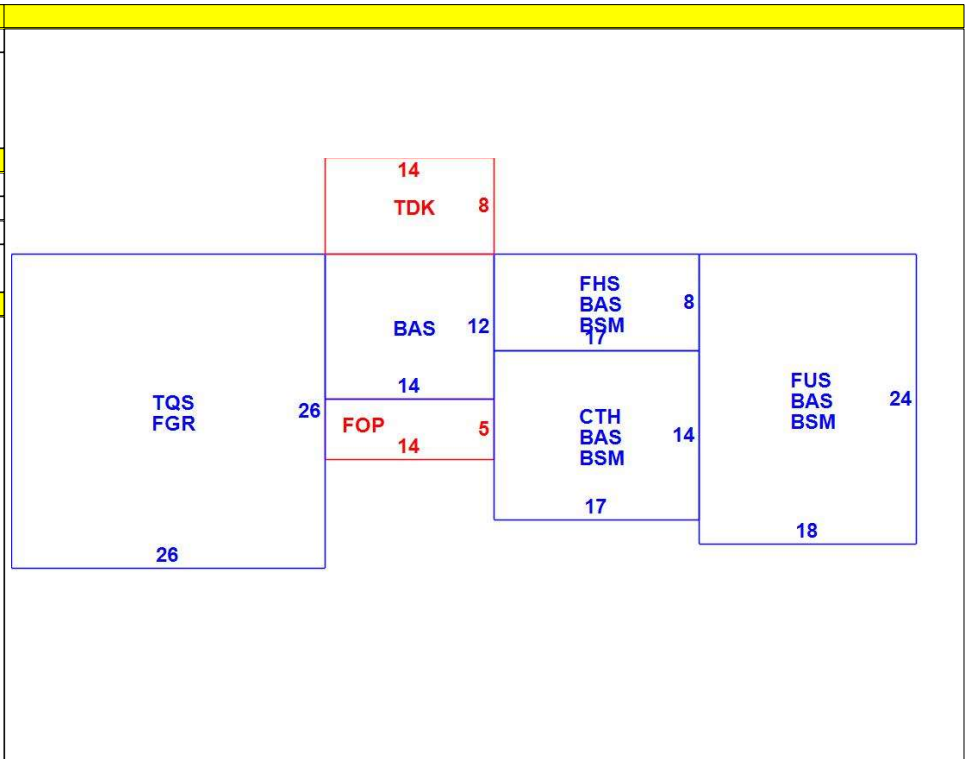 14
TDK 8
FHS
BAS 8
BSM
17
BAS 12
14
TQS
FGR
26
26
FOP 5
14
CTH
BAS 14
BSM
17
FUS
BAS 24
BSM
18